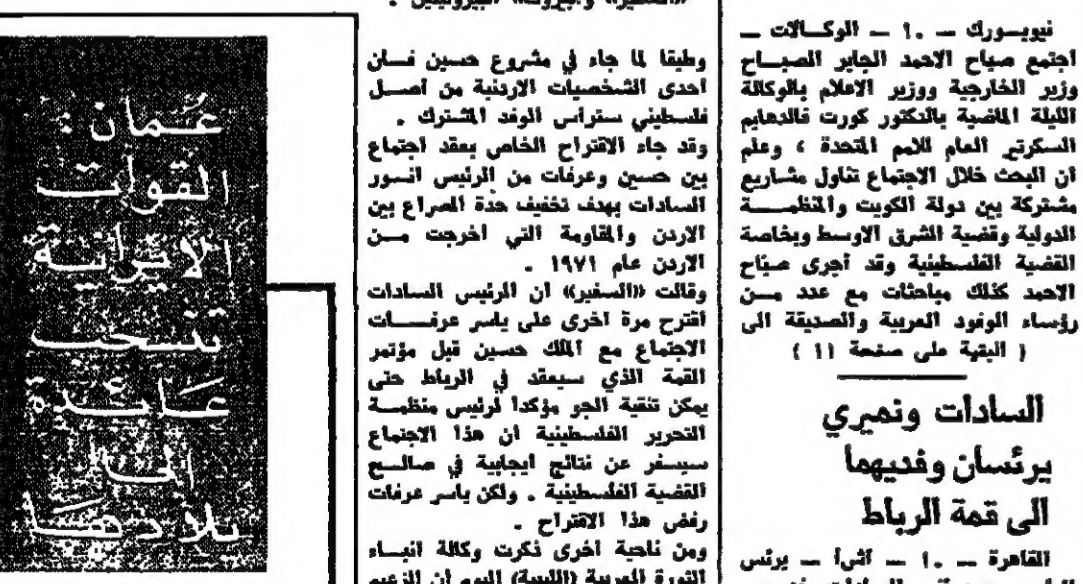 نيويورك — ١٠ — الوكالات —
اجتمع صباح الاحمد الجابر الصباح
وزير الخارجية ووزير الاعلام بالوكالة
الليلة الماضية بالدكتور كورت فالدهايم
السكرتير العام للامم المتحدة ، وعلم
ان البحث خلال الاجتماع تناول مشاريع
مشتركة بين دولة الكويت والمنظمة
الدولية وقضية الشرق الاوسط وبخاصة
القضية الفلسطينية وقد أجرى صباح
الاحمد كذلك مباحثات مع عدد من
رؤساء الوفود العربية والصديقة الى
( البقية على صفحة ١١ )
السادات ونميري
يرئسان وفديهما
الى قمة الرياط
القاهرة — ١٠ — أ.ش.أ — يرئس
«السفير» و«بيروت» البيروتيتين .
وطبقا لما جاء في مشروع حسين فان
احدى الشخصيات الاردنية من اصل
فلسطيني ستراس الوفد المشترك .
وقد جاء الاقتراح الخاص بعقد اجتماع
بين حسين وعرفات من الرئيس انور
السادات بهدف تخفيف حدة الصراع بين
الاردن والمقاومة التي اخرجت من
الاردن عام ١٩٧١ .
وقالت «السفير» ان الرئيس السادات
اقترح مرة اخرى على ياسر عرفات
الاجتماع مع الملك حسين قبل مؤتمر
القمة الذي سيعقد في الرباط حتى
يمكن تنقية الجو مؤكدا لرئيس منظمة
التحرير الفلسطينية ان هذا الاجتماع
سيسفر عن نتائج ايجابية في صالح
القضية الفلسطينية . ولكن ياسر عرفات
رفض هذا الاقتراح .
ومن ناحية اخرى ذكرت وكالة انباء
الثورة العربية (الليبية) اليوم ان الزعيم
عُمان :
القوات
الايرانية
تنسحب
عائدة
الى
بلادها